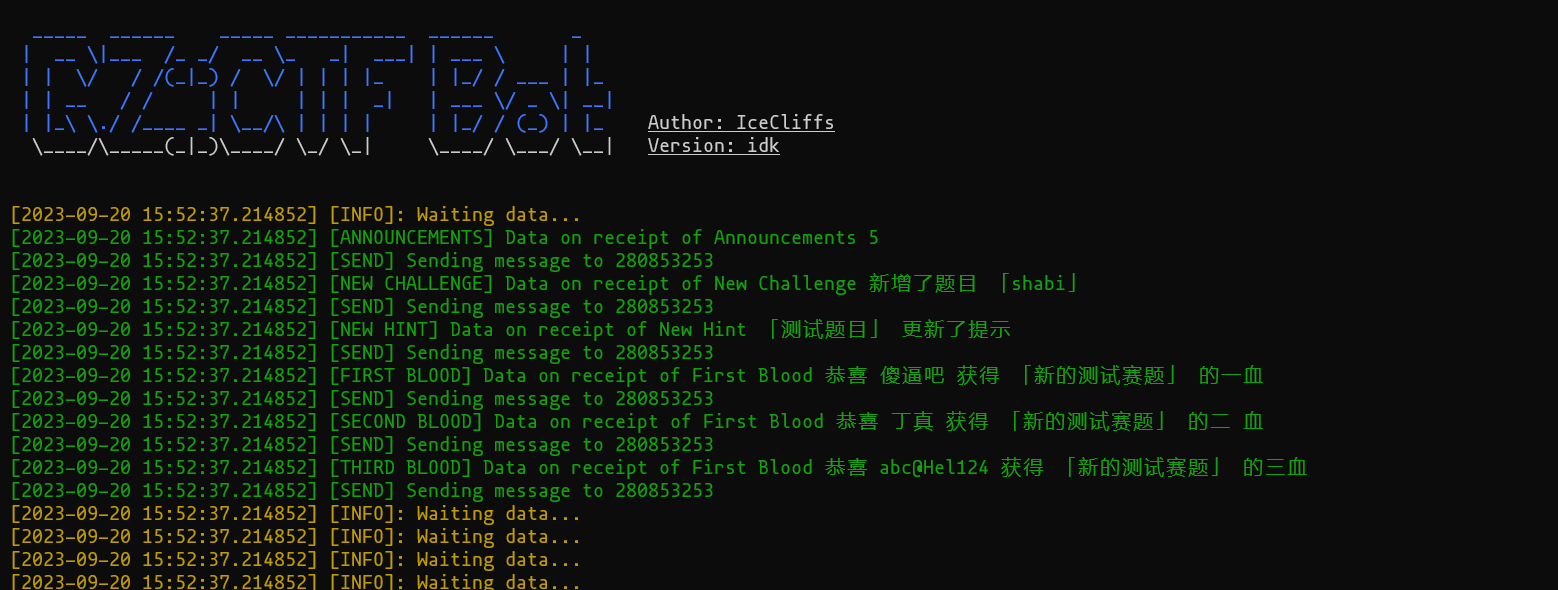 GZ::CTF Bot
Author: IceCliffs
Version: idk
[2023-09-20 15:52:37.214852] [INFO]: Waiting data...
[2023-09-20 15:52:37.214852] [ANNOUNCEMENTS] Data on receipt of Announcements 5
[2023-09-20 15:52:37.214852] [SEND] Sending message to 280853253
[2023-09-20 15:52:37.214852] [NEW CHALLENGE] Data on receipt of New Challenge 新增了题目 「shabi」
[2023-09-20 15:52:37.214852] [SEND] Sending message to 280853253
[2023-09-20 15:52:37.214852] [NEW HINT] Data on receipt of New Hint 「测试题目」 更新了提示
[2023-09-20 15:52:37.214852] [SEND] Sending message to 280853253
[2023-09-20 15:52:37.214852] [FIRST BLOOD] Data on receipt of First Blood 恭喜 傻逼吧 获得 「新的测试赛题」 的一血
[2023-09-20 15:52:37.214852] [SEND] Sending message to 280853253
[2023-09-20 15:52:37.214852] [SECOND BLOOD] Data on receipt of First Blood 恭喜 丁真 获得 「新的测试赛题」 的二 血
[2023-09-20 15:52:37.214852] [SEND] Sending message to 280853253
[2023-09-20 15:52:37.214852] [THIRD BLOOD] Data on receipt of First Blood 恭喜 abc@Hel124 获得 「新的测试赛题」 的三血
[2023-09-20 15:52:37.214852] [SEND] Sending message to 280853253
[2023-09-20 15:52:37.214852] [INFO]: Waiting data...
[2023-09-20 15:52:37.214852] [INFO]: Waiting data...
[2023-09-20 15:52:37.214852] [INFO]: Waiting data...
[2023-09-20 15:52:37.214852] [INFO]: Waiting data...